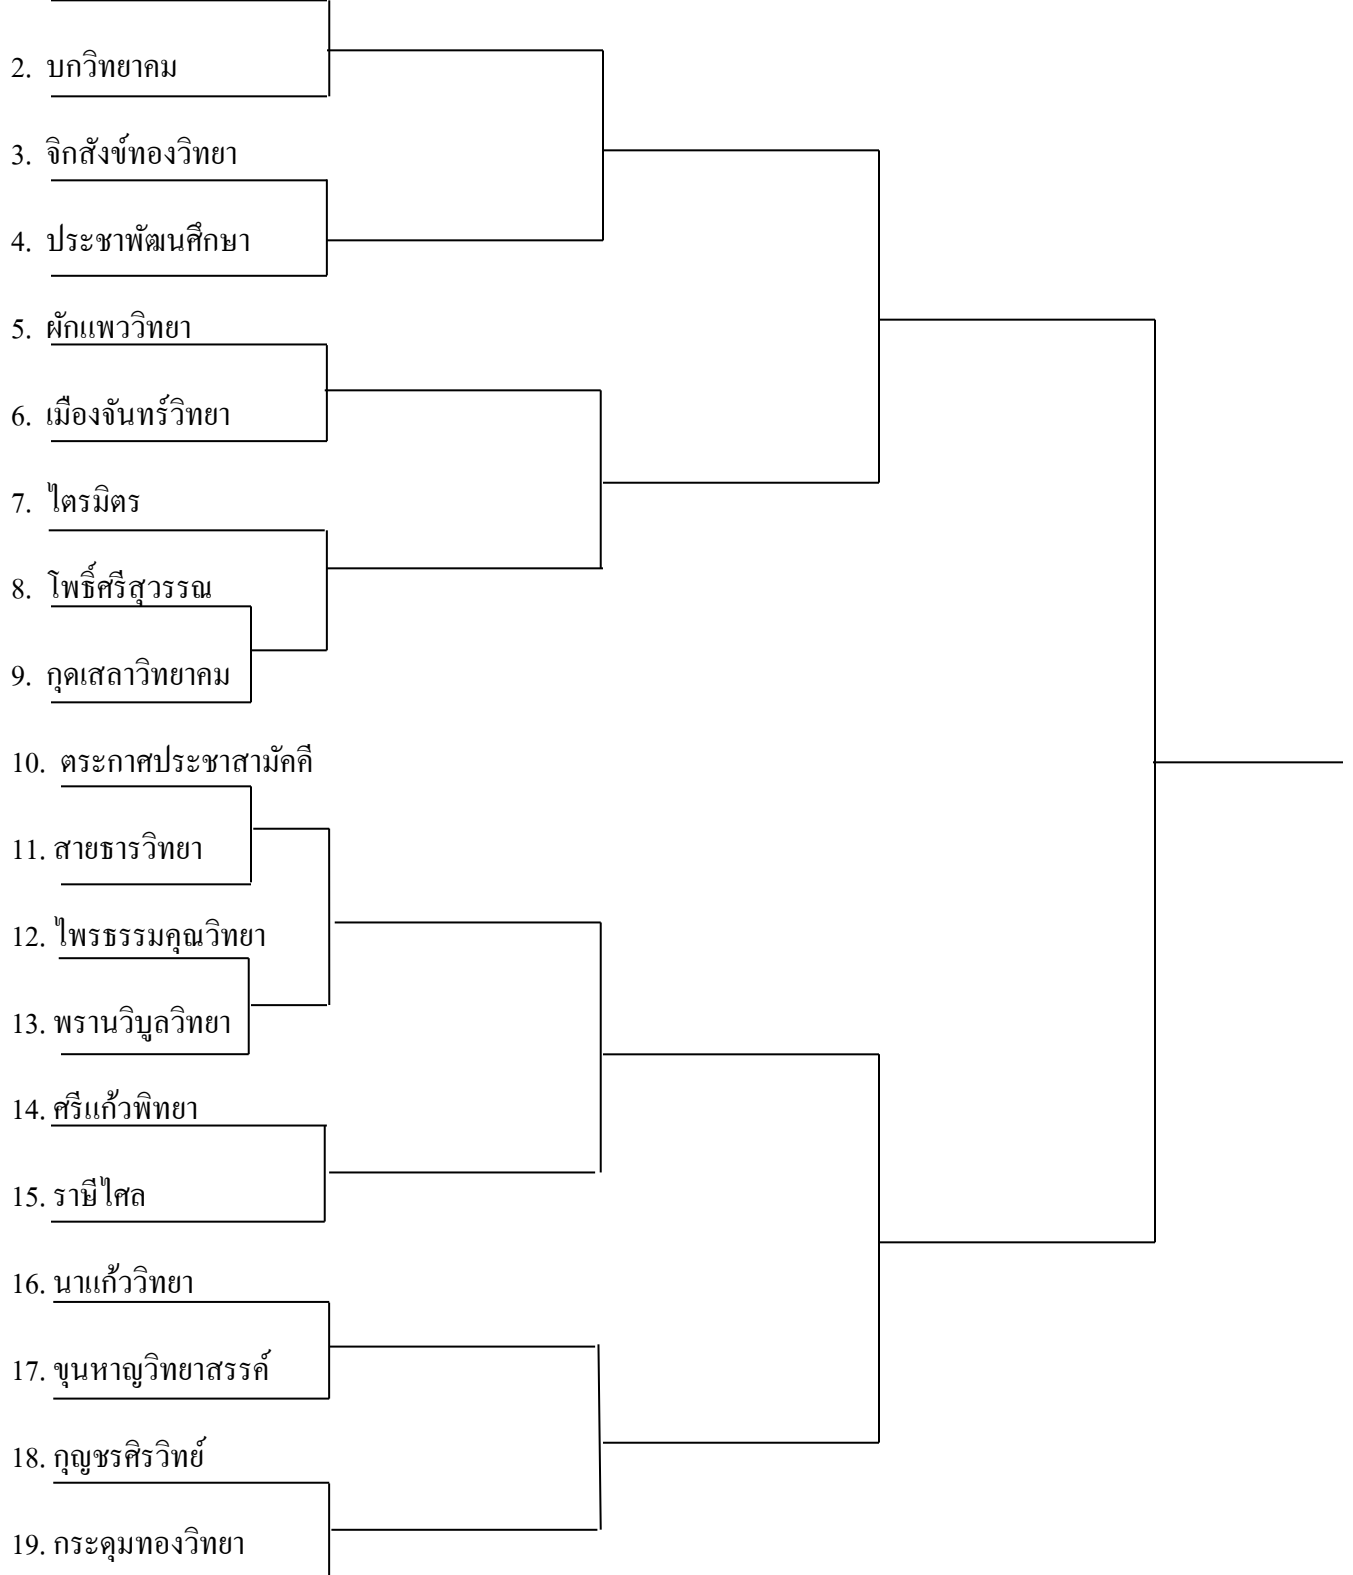 2. บกวิทยาคม
3. จิกสังข์ทองวิทยา
4. ประชาพัฒนศึกษา
5. ผักแพววิทยา
6. เมืองจันทร์วิทยา
7. ไตรมิตร
8. โพธิ์ศรีสุวรรณ
9. กุดเสลาวิทยาคม
10. ตระกาศประชาสามัคคี
11. สายธารวิทยา
12. ไพรธรรมคุณวิทยา
13. พรานวิบูลวิทยา
14. ศรีแก้วพิทยา
15. ราษีไศล
16. นาแก้ววิทยา
17. ขุนหาญวิทยาสรรค์
18. กุญชรศิรวิทย์
19. กระดุมทองวิทยา